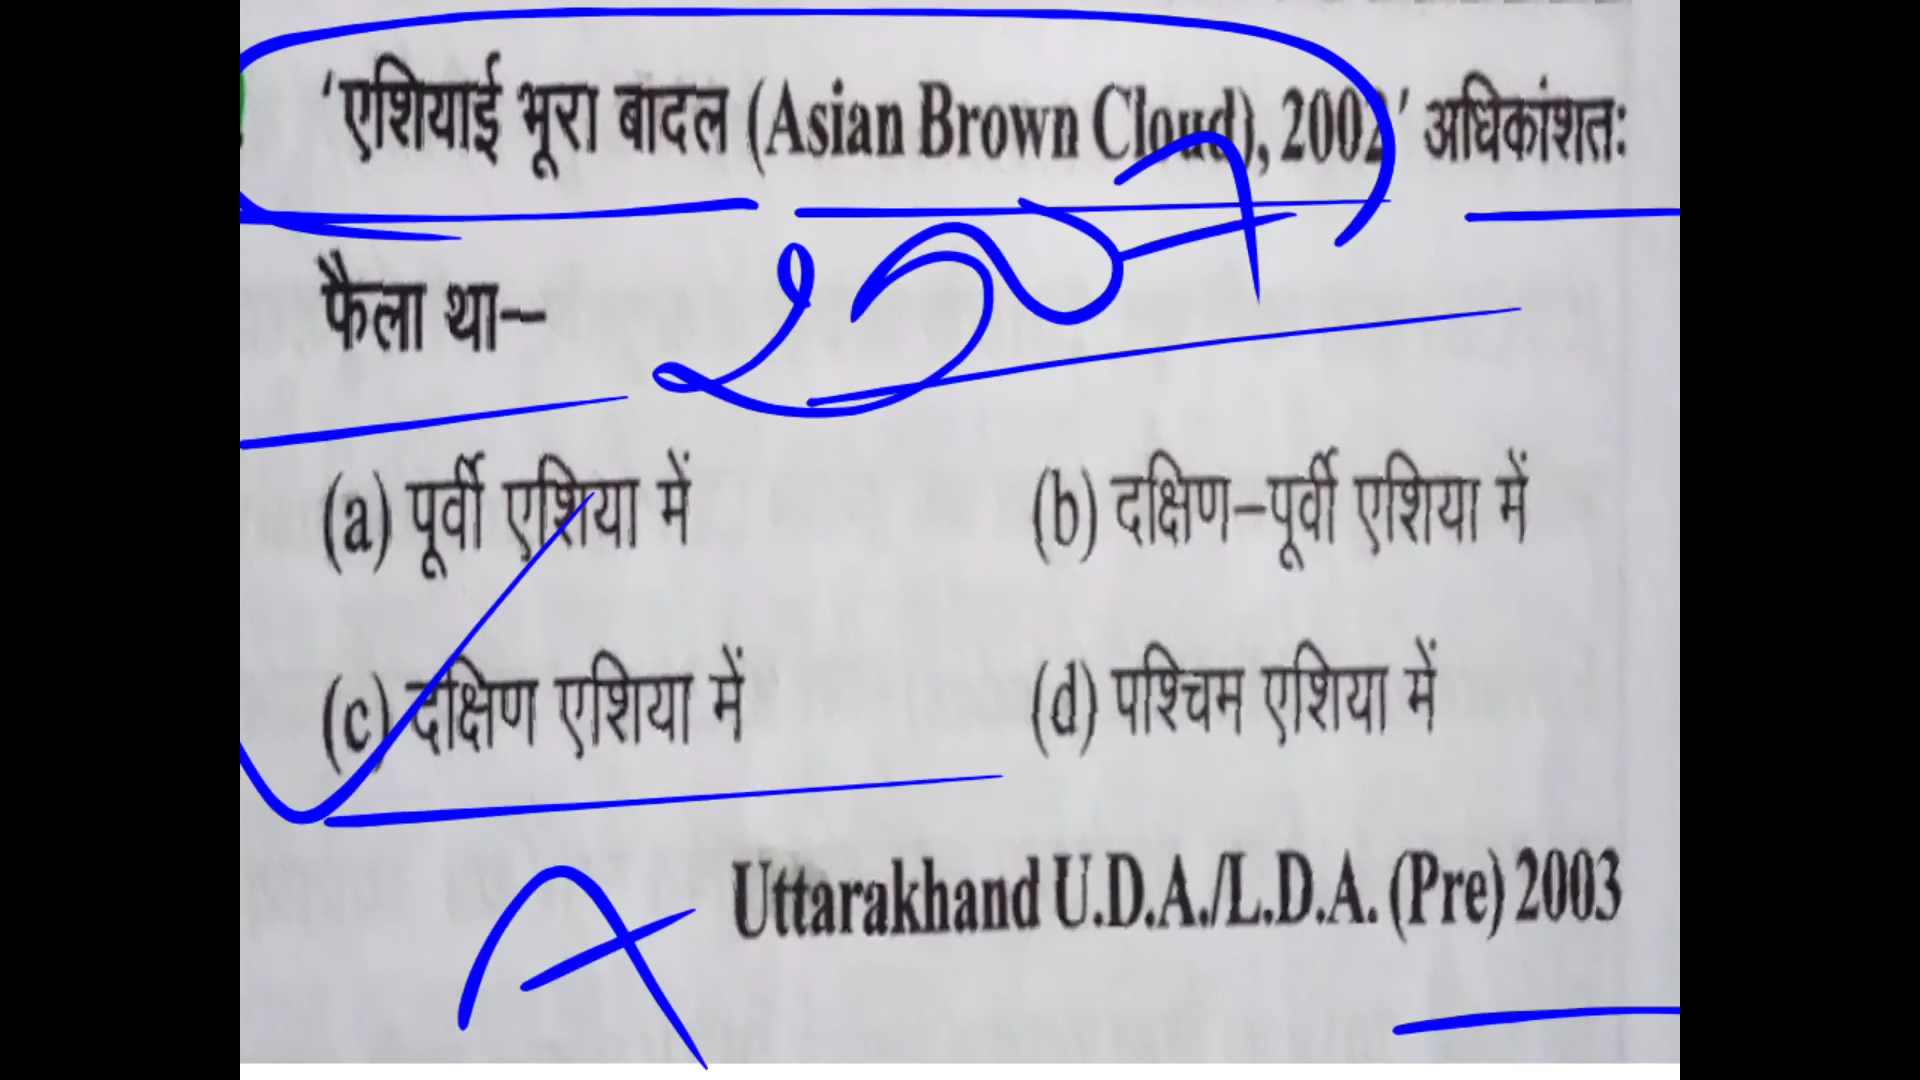 'एशियाई भूरा बादल (Asian Brown Cloud), 2002' अधिकांशतः
फैला था–
(a) पूर्वी एशिया में (b) दक्षिण–पूर्वी एशिया में
(c) दक्षिण एशिया में (d) पश्चिम एशिया में
Uttarakhand U.D.A./L.D.A. (Pre) 2003